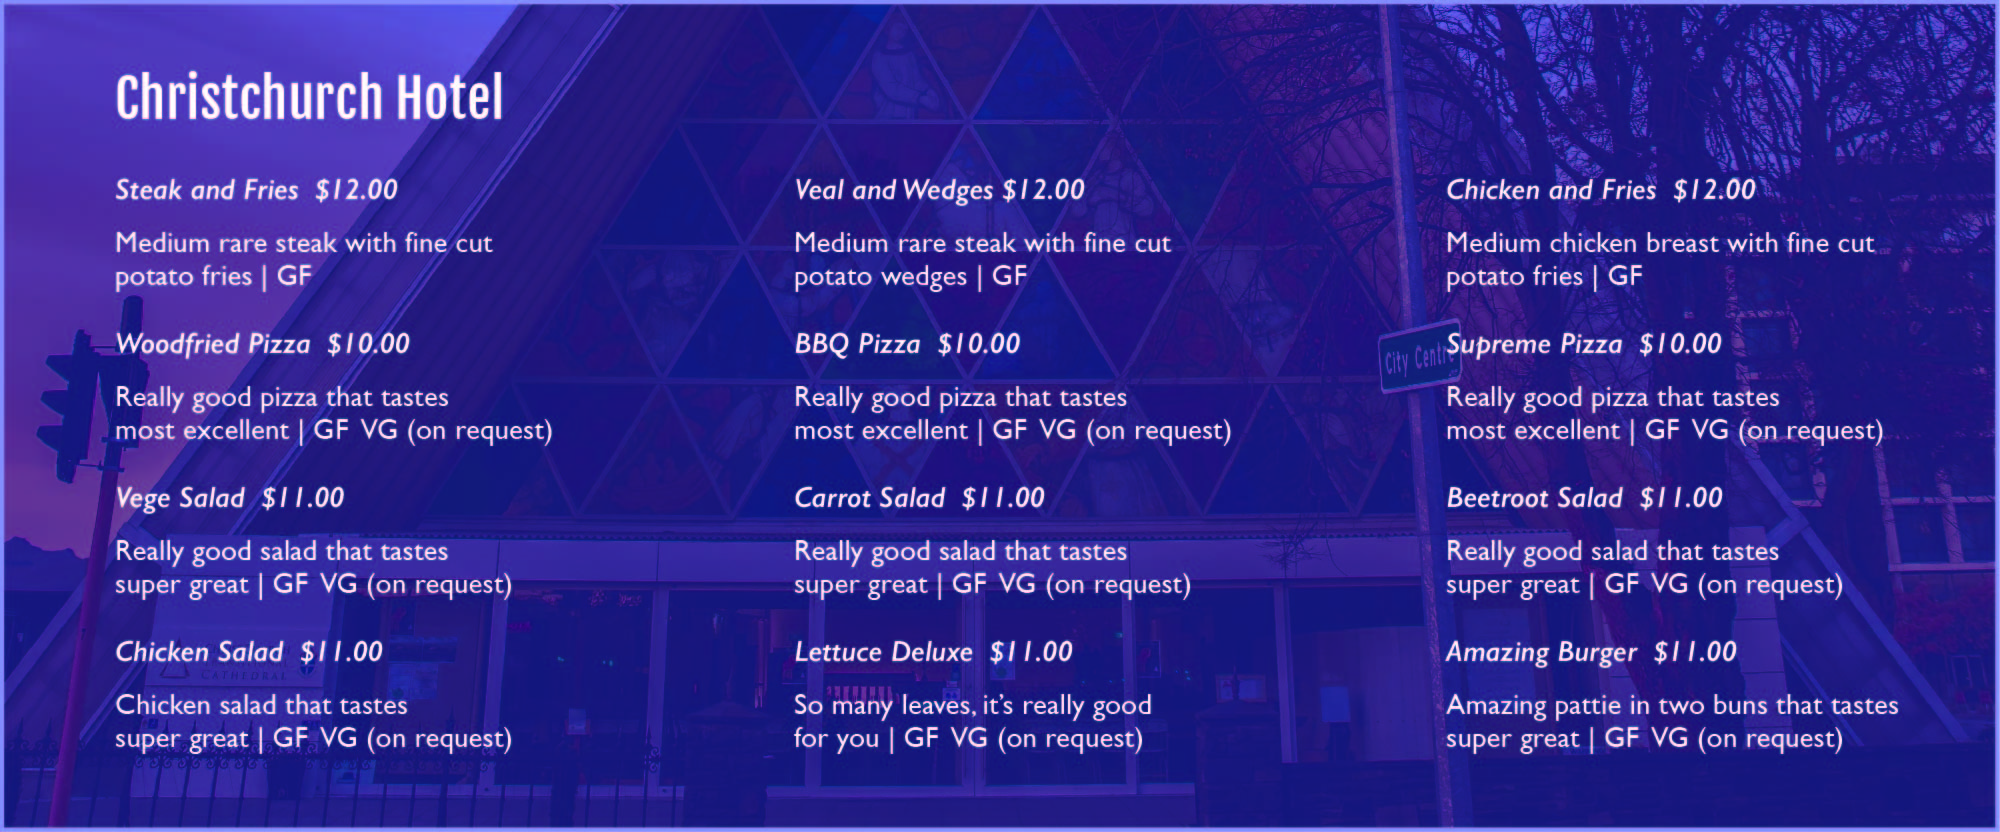 Christchurch Hotel
Steak and Fries $12.00
Medium rare steak with fine cut
potato fries | GF
Woodfried Pizza $10.00
Really good pizza that tastes
most excellent | GF VG (on request)
Vege Salad $11.00
Really good salad that tastes
super great | GF VG (on request)
Chicken Salad $11.00
Chicken salad that tastes
super great | GF VG (on request)
Veal and Wedges $12.00
Medium rare steak with fine cut
potato wedges | GF
BBQ Pizza $10.00
Really good pizza that tastes
most excellent | GF VG (on request)
Carrot Salad $11.00
Really good salad that tastes
super great | GF VG (on request)
Lettuce Deluxe $11.00
So many leaves, it's really good
for you | GF VG (on request)
Chicken and Fries $12.00
Medium chicken breast with fine cut
potato fries | GF
City Centre
Supreme Pizza $10.00
Really good pizza that tastes
most excellent | GF VG (on request)
Beetroot Salad $11.00
Really good salad that tastes
super great | GF VG (on request)
Amazing Burger $11.00
Amazing pattie in two buns that tastes
super great | GF VG (on request)
CATHEDRAL